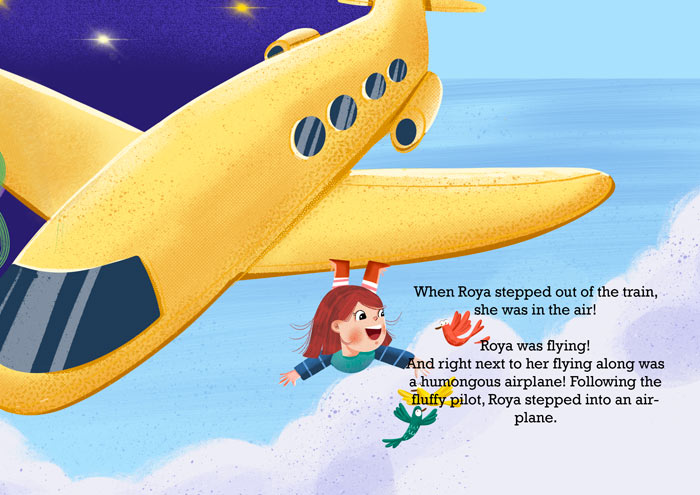 When Roya stepped out of the train,
she was in the air!
Roya was flying!
And right next to her flying along was
a humongous airplane! Following the
fluffy pilot, Roya stepped into an air-
plane.